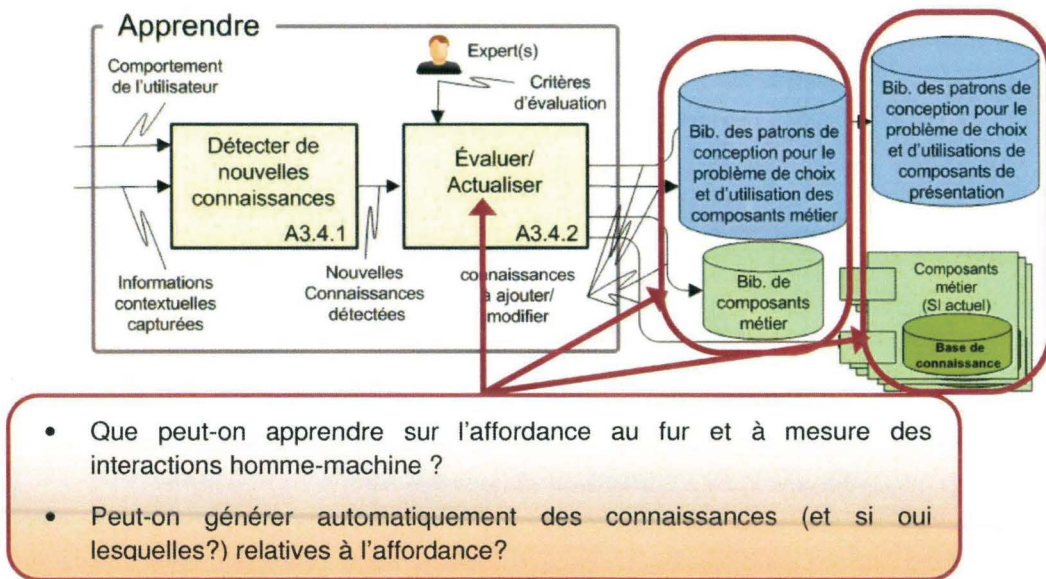 Apprendre
Comportement
de l'utilisateur
Expert(s)
Critères
d'évaluation
Détecter de
nouvelles
connaissances
A3.4.1
Évaluer/
Actualiser
A3.4.2
Informations
contextuelles
capturées
Nouvelles
Connaissances
détectées
connaissances
à ajouter/
modifier
Bib. des patrons de
conception pour le
problème de choix
et d'utilisation des
composants métier
Bib. de
composants
métier
Bib. des patrons de
conception pour le
problème de choix
et d'utilisations de
composants de
présentation
Composants
métier
(SI actuel)
Base de
connaissance
• Que peut-on apprendre sur l'affordance au fur et à mesure des
interactions homme-machine ?
• Peut-on générer automatiquement des connaissances (et si oui
lesquelles?) relatives à l'affordance?